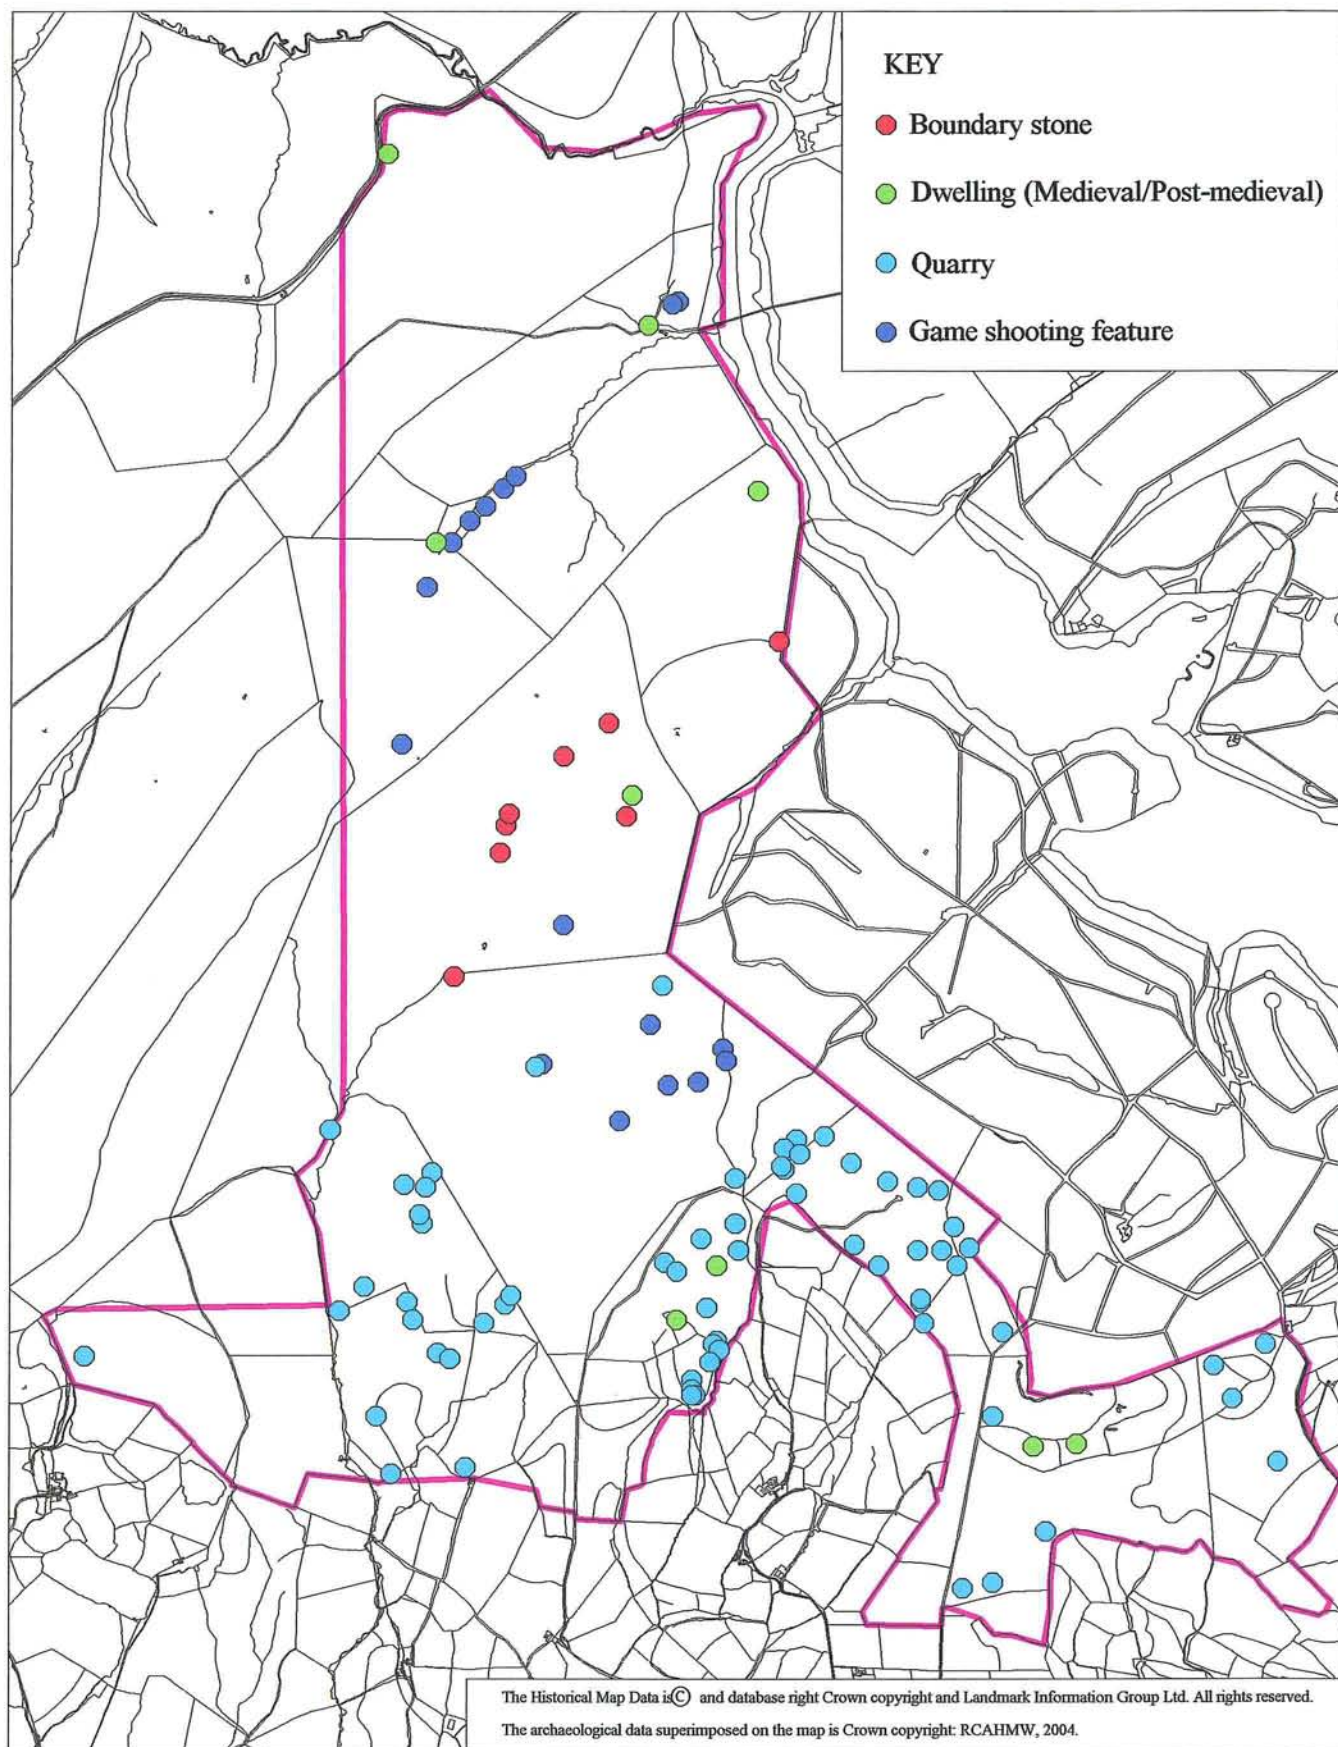 KEY
Boundary stone
Dwelling (Medieval/Post-medieval)
Quarry
Game shooting feature
The Historical Map Data is© and database right Crown copyright and Landmark Information Group Ltd. All rights reserved.
The archaeological data superimposed on the map is Crown copyright: RCAHMW, 2004.